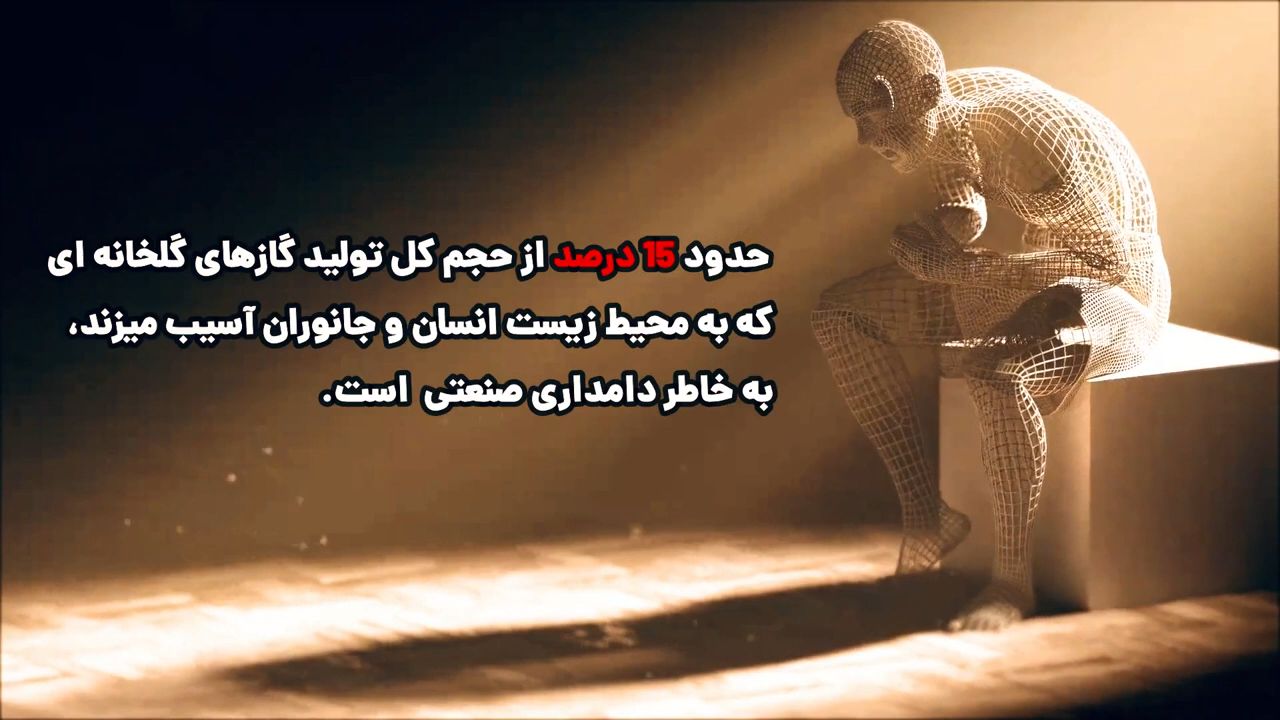 حدود 15 درصد از حجم کل تولید گازهای گلخانه ای
که به محیط زیست انسان و جانوران آسیب میزند،
به خاطر دامداری صنعتی است.